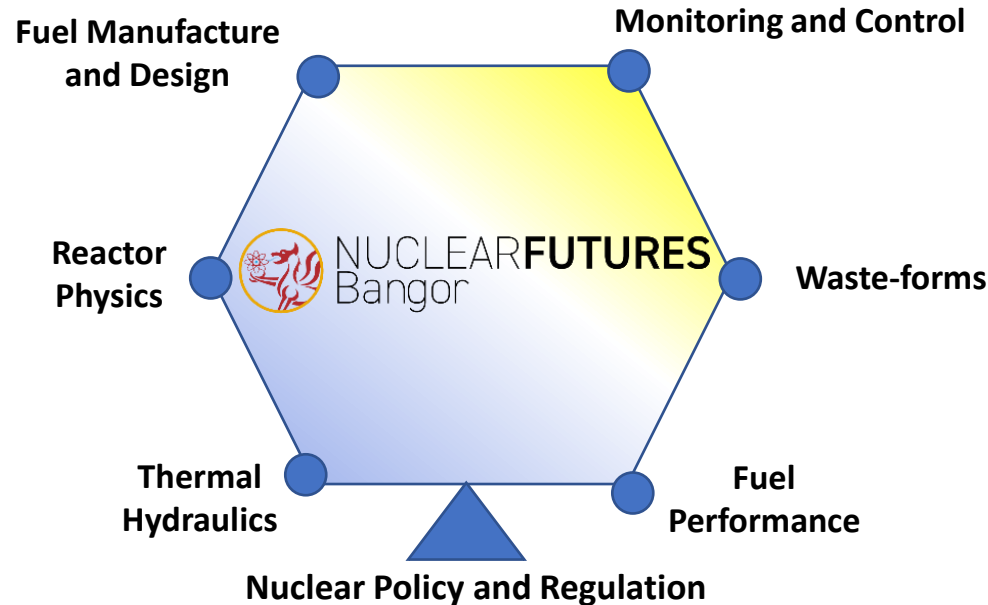 Fuel Manufacture
and Design
Monitoring and Control
Reactor
Physics
NUCLEARFUTURES
Bangor
Waste-forms
Thermal
Hydraulics
Fuel
Performance
Nuclear Policy and Regulation